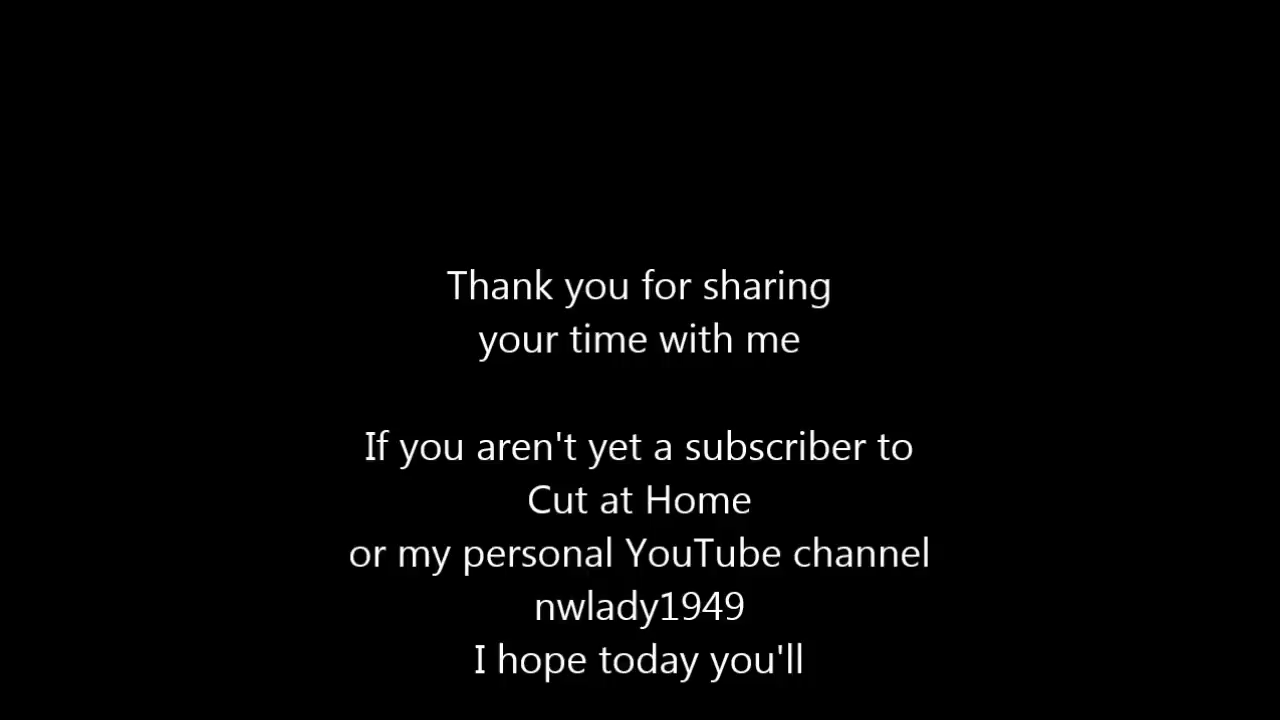 Thank you for sharing
your time with me
If you aren't yet a subscriber to
Cut at Home
or my personal YouTube channel
nwlady1949
I hope today you'll